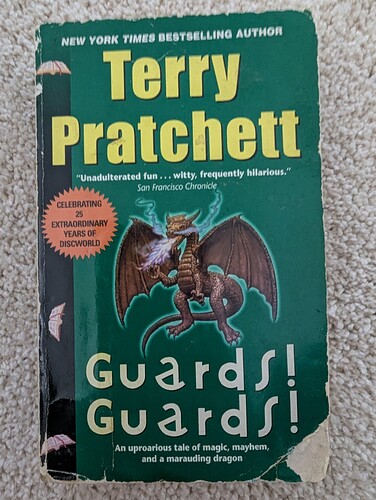 NEW YORK TIMES BESTSELLING AUTHOR
Terry
Pratchett
"Unadulterated fun . . . witty, frequently hilarious."
San Francisco Chronicle
CELEBRATING
25
EXTRAORDINARY
YEARS OF
DISCWORLD
Guards!
Guards!
An uproarious tale of magic, mayhem,
and a marauding dragon